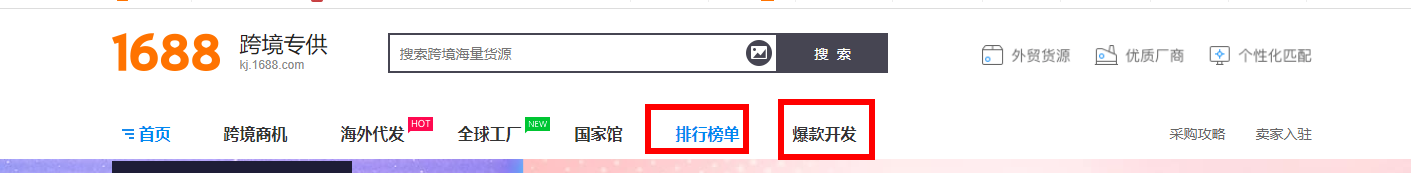 1688 跨境专供
kj.1688.com
搜索跨境海量货源
搜 索
外贸货源
优质厂商
个性化匹配
首页
跨境商机
海外代发 HOT
全球工厂 NEW
国家馆
排行榜单
爆款开发
采购攻略
卖家入驻